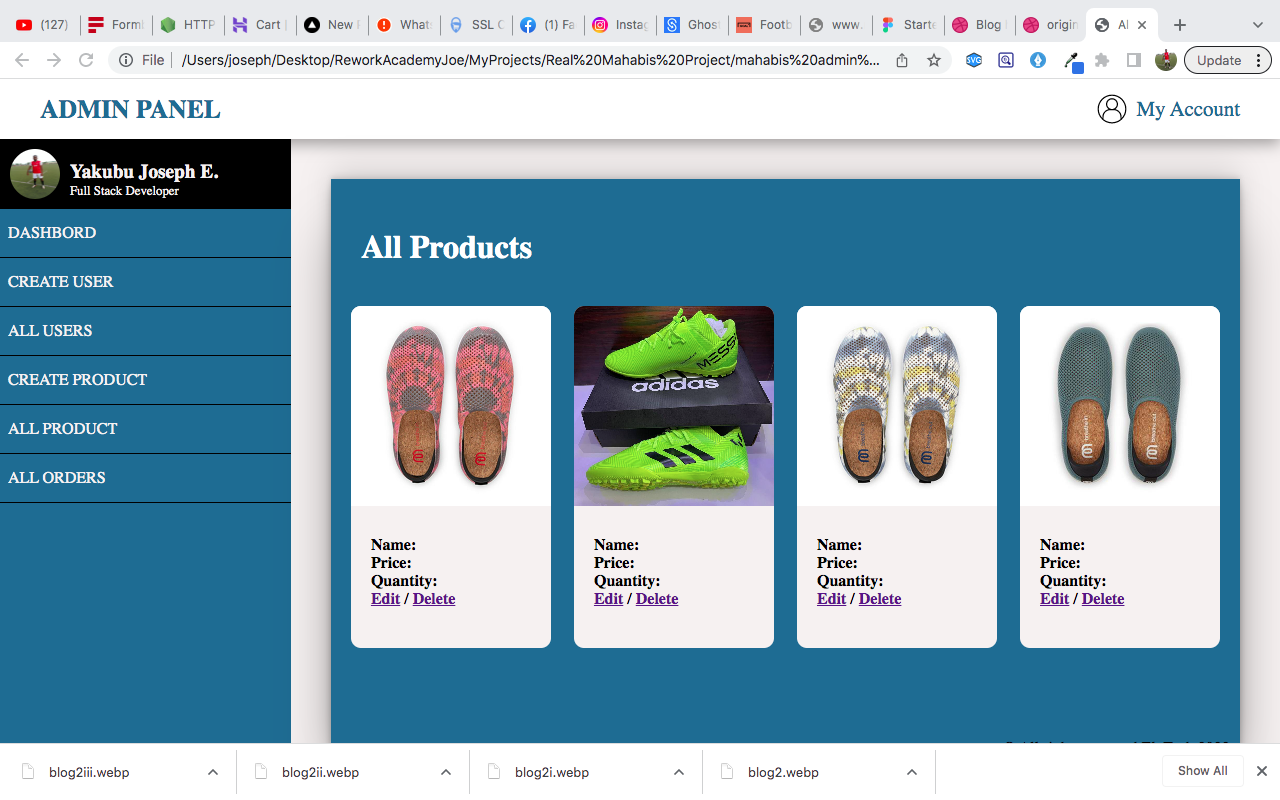 (127)
Forml
HTTP
Cart
New
What
SSL C
(1) Fa
Instag
Ghos
Footb
www.
Starte
Blog
origin
Al
File
/Users/joseph/Desktop/ReworkAcademyJoe/MyProjects/Real%20Mahabis%20Project/mahabis%20admin%...
Update
ADMIN PANEL
My Account
Yakubu Joseph E.
Full Stack Developer
DASHBORD
CREATE USER
ALL USERS
CREATE PRODUCT
ALL PRODUCT
ALL ORDERS
All Products
MESSI
adidas
Name:
Price:
Quantity:
Edit / Delete
Name:
Price:
Quantity:
Edit / Delete
Name:
Price:
Quantity:
Edit / Delete
Name:
Price:
Quantity:
Edit / Delete
blog2iii.webp
blog2ii.webp
blog2i.webp
blog2.webp
Show All